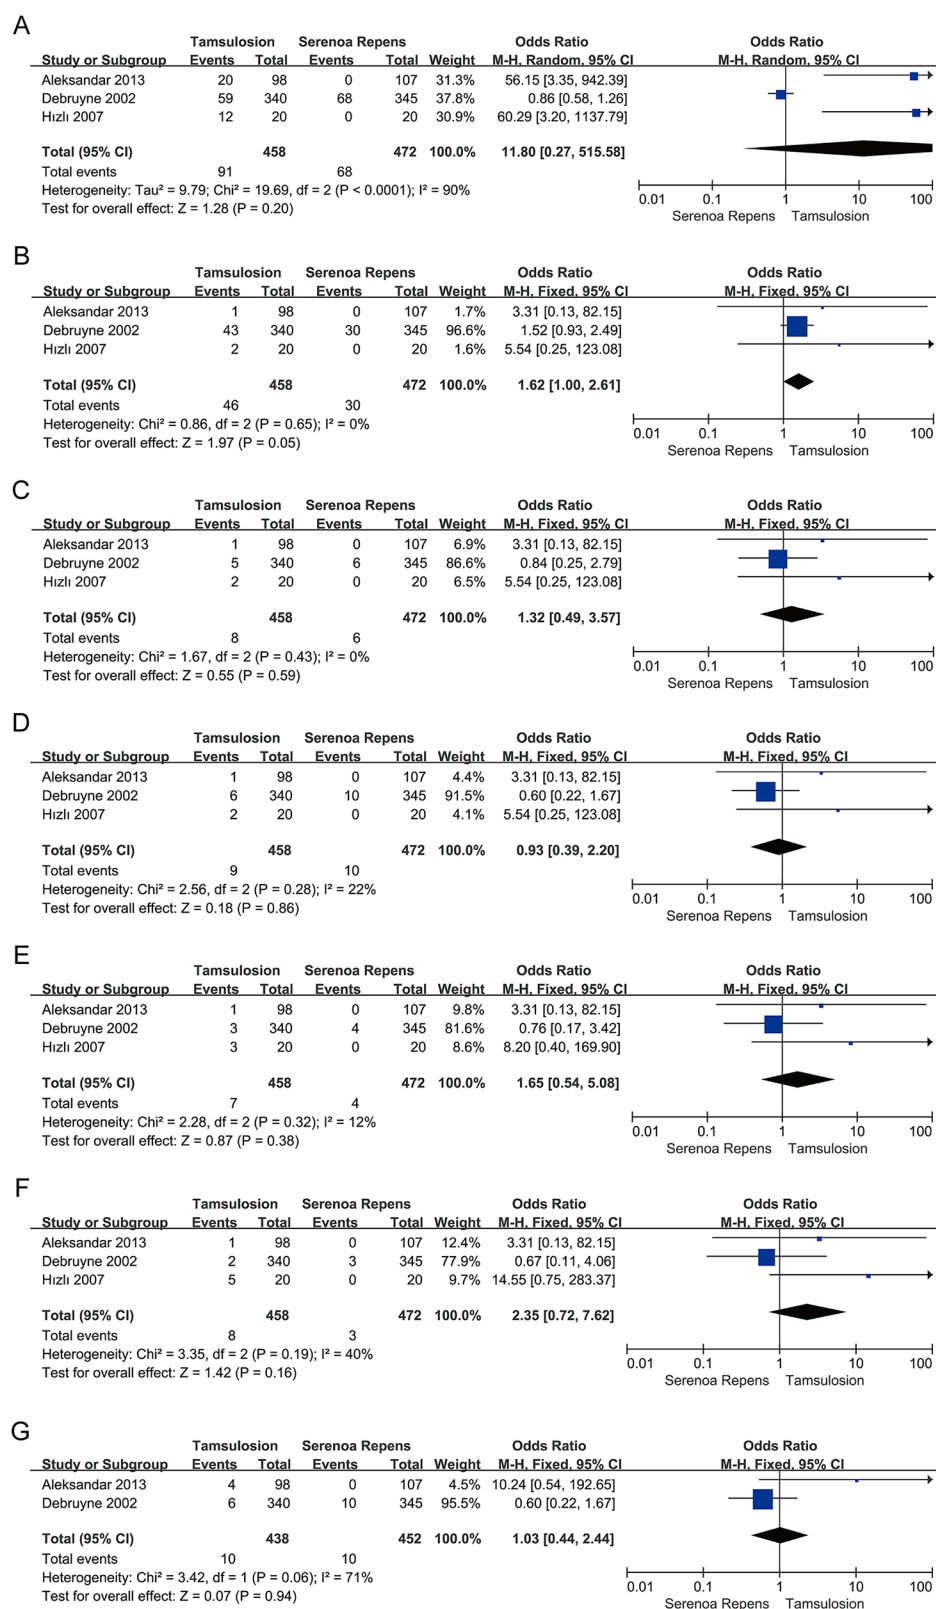 A
Tamsulosion Serenoa Repens Odds Ratio Odds Ratio
Study or Subgroup Events Total Events Total Weight M-H, Random, 95% CI M-H, Random, 95% CI
Aleksandar 2013 20 98 0 107 31.3% 56.15 [3.35, 942.39]
Debruyne 2002 59 340 68 345 37.8% 0.86 [0.58, 1.26]
Hızlı 2007 12 20 0 20 30.9% 60.29 [3.20, 1137.79]
Total (95% CI) 458 472 100.0% 11.80 [0.27, 515.58]
Total events 91 68
Heterogeneity: Tau² = 9.79; Chi² = 19.69, df = 2 (P < 0.0001); I² = 90%
Test for overall effect: Z = 1.28 (P = 0.20)
0.01 0.1 1 10 100
Serenoa Repens Tamsulosion
B
Tamsulosion Serenoa Repens Odds Ratio Odds Ratio
Study or Subgroup Events Total Events Total Weight M-H, Fixed, 95% CI M-H, Fixed, 95% CI
Aleksandar 2013 1 98 0 107 1.7% 3.31 [0.13, 82.15]
Debruyne 2002 43 340 30 345 96.6% 1.52 [0.93, 2.49]
Hızlı 2007 2 20 0 20 1.6% 5.54 [0.25, 123.08]
Total (95% CI) 458 472 100.0% 1.62 [1.00, 2.61]
Total events 46 30
Heterogeneity: Chi² = 0.86, df = 2 (P = 0.65); I² = 0%
Test for overall effect: Z = 1.97 (P = 0.05)
0.01 0.1 1 10 100
Serenoa Repens Tamsulosion
C
Tamsulosion Serenoa Repens Odds Ratio Odds Ratio
Study or Subgroup Events Total Events Total Weight M-H, Fixed, 95% CI M-H, Fixed, 95% CI
Aleksandar 2013 1 98 0 107 6.9% 3.31 [0.13, 82.15]
Debruyne 2002 5 340 6 345 86.6% 0.84 [0.25, 2.79]
Hızlı 2007 2 20 0 20 6.5% 5.54 [0.25, 123.08]
Total (95% CI) 458 472 100.0% 1.32 [0.49, 3.57]
Total events 8 6
Heterogeneity: Chi² = 1.67, df = 2 (P = 0.43); I² = 0%
Test for overall effect: Z = 0.55 (P = 0.59)
0.01 0.1 1 10 100
Serenoa Repens Tamsulosion
D
Tamsulosion Serenoa Repens Odds Ratio Odds Ratio
Study or Subgroup Events Total Events Total Weight M-H, Fixed, 95% CI M-H, Fixed, 95% CI
Aleksandar 2013 1 98 0 107 4.4% 3.31 [0.13, 82.15]
Debruyne 2002 6 340 10 345 91.5% 0.60 [0.22, 1.67]
Hızlı 2007 2 20 0 20 4.1% 5.54 [0.25, 123.08]
Total (95% CI) 458 472 100.0% 0.93 [0.39, 2.20]
Total events 9 10
Heterogeneity: Chi² = 2.56, df = 2 (P = 0.28); I² = 22%
Test for overall effect: Z = 0.18 (P = 0.86)
0.01 0.1 1 10 100
Serenoa Repens Tamsulosion
E
Tamsulosion Serenoa Repens Odds Ratio Odds Ratio
Study or Subgroup Events Total Events Total Weight M-H, Fixed, 95% CI M-H, Fixed, 95% CI
Aleksandar 2013 1 98 0 107 9.8% 3.31 [0.13, 82.15]
Debruyne 2002 3 340 4 345 81.6% 0.76 [0.17, 3.42]
Hızlı 2007 3 20 0 20 8.6% 8.20 [0.40, 169.90]
Total (95% CI) 458 472 100.0% 1.65 [0.54, 5.08]
Total events 7 4
Heterogeneity: Chi² = 2.28, df = 2 (P = 0.32); I² = 12%
Test for overall effect: Z = 0.87 (P = 0.38)
0.01 0.1 1 10 100
Serenoa Repens Tamsulosion
F
Tamsulosion Serenoa Repens Odds Ratio Odds Ratio
Study or Subgroup Events Total Events Total Weight M-H, Fixed, 95% CI M-H, Fixed, 95% CI
Aleksandar 2013 1 98 0 107 12.4% 3.31 [0.13, 82.15]
Debruyne 2002 2 340 3 345 77.9% 0.67 [0.11, 4.06]
Hızlı 2007 5 20 0 20 9.7% 14.55 [0.75, 283.37]
Total (95% CI) 458 472 100.0% 2.35 [0.72, 7.62]
Total events 8 3
Heterogeneity: Chi² = 3.35, df = 2 (P = 0.19); I² = 40%
Test for overall effect: Z = 1.42 (P = 0.16)
0.01 0.1 1 10 100
Serenoa Repens Tamsulosion
G
Tamsulosion Serenoa Repens Odds Ratio Odds Ratio
Study or Subgroup Events Total Events Total Weight M-H, Fixed, 95% CI M-H, Fixed, 95% CI
Aleksandar 2013 4 98 0 107 4.5% 10.24 [0.54, 192.65]
Debruyne 2002 6 340 10 345 95.5% 0.60 [0.22, 1.67]
Total (95% CI) 438 452 100.0% 1.03 [0.44, 2.44]
Total events 10 10
Heterogeneity: Chi² = 3.42, df = 1 (P = 0.06); I² = 71%
Test for overall effect: Z = 0.07 (P = 0.94)
0.01 0.1 1 10 100
Serenoa Repens Tamsulosion